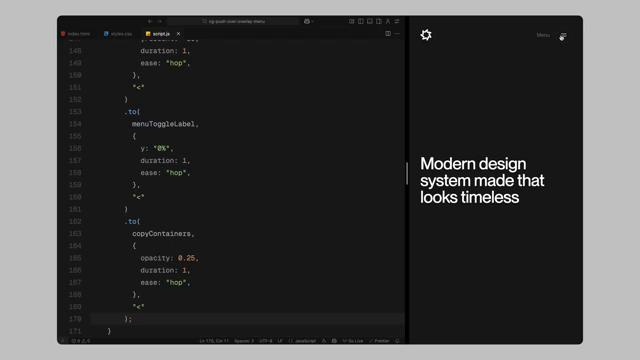 cg-push-over-overlay-menu
index.html
styles.css
script.js
148
149 duration: 1,
150 ease: "hop",
},
151 "<"
)
153 .to(
154 menuToggleLabel,
155 {
156 y: "0%",
157 duration: 1,
158 ease: "hop",
159 },
160 "<"
161 )
162 .to(
163 copyContainers,
164 {
165 opacity: 0.25,
166 duration: 1,
167 ease: "hop",
168 },
169 "<"
170 );
171 }
Ln 170, Col 11
Spaces: 2
UTF-8
LF
JavaScript
Go Live
Prettier
Menu
Modern design
system made that
looks timeless